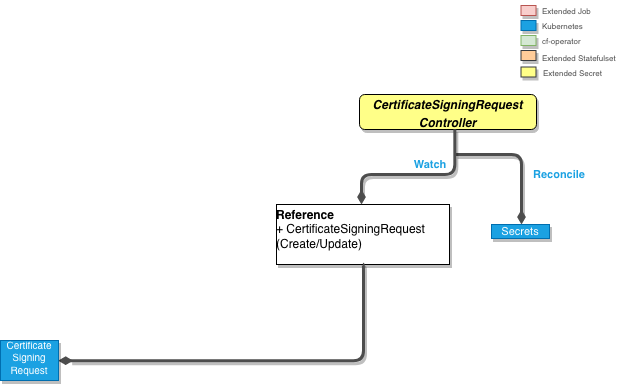 Extended Job
Kubernetes
cf-operator
Extended Statefulset
Extended Secret
CertificateSigningRequest
Controller
Watch
Reconcile
Reference
+ CertificateSigningRequest
(Create/Update)
Secrets
Certificate
Signing
Request